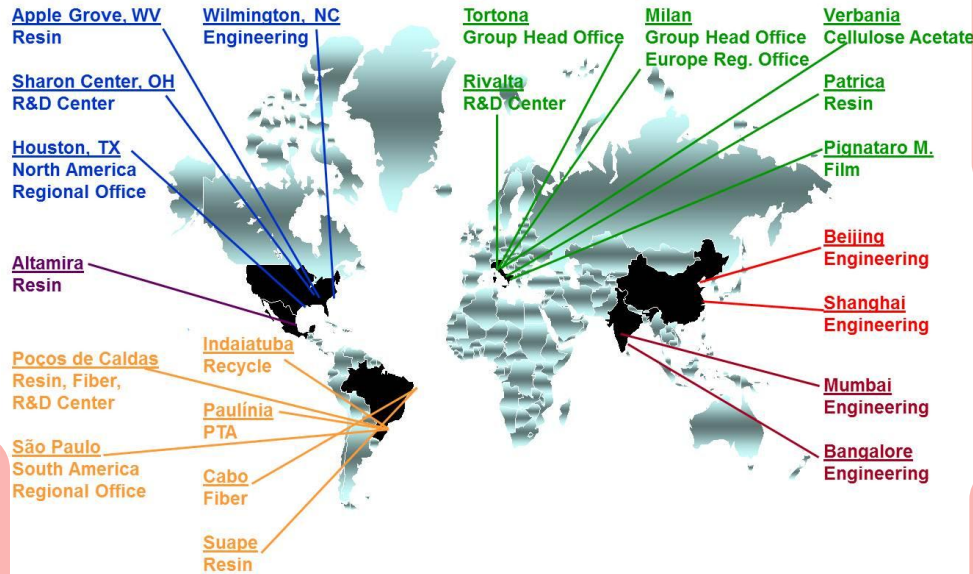 Apple Grove, WV
Resin
Wilmington, NC
Engineering
Tortona
Group Head Office
Milan
Group Head Office
Europe Reg. Office
Verbania
Cellulose Acetate
Sharon Center, OH
R&D Center
Rivalta
R&D Center
Patrica
Resin
Houston, TX
North America
Regional Office
Pignataro M.
Film
Altamira
Resin
Beijing
Engineering
Shanghai
Engineering
Poços de Caldas
Resin, Fiber,
R&D Center
Indaiatuba
Recycle
Mumbai
Engineering
Paulínia
PTA
São Paulo
South America
Regional Office
Bangalore
Engineering
Cabo
Fiber
Suape
Resin